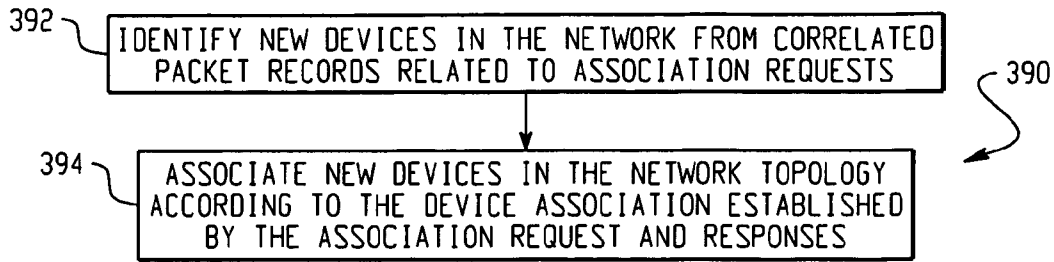 392
IDENTIFY NEW DEVICES IN THE NETWORK FROM CORRELATED
PACKET RECORDS RELATED TO ASSOCIATION REQUESTS
390
394
ASSOCIATE NEW DEVICES IN THE NETWORK TOPOLOGY
ACCORDING TO THE DEVICE ASSOCIATION ESTABLISHED
BY THE ASSOCIATION REQUEST AND RESPONSES